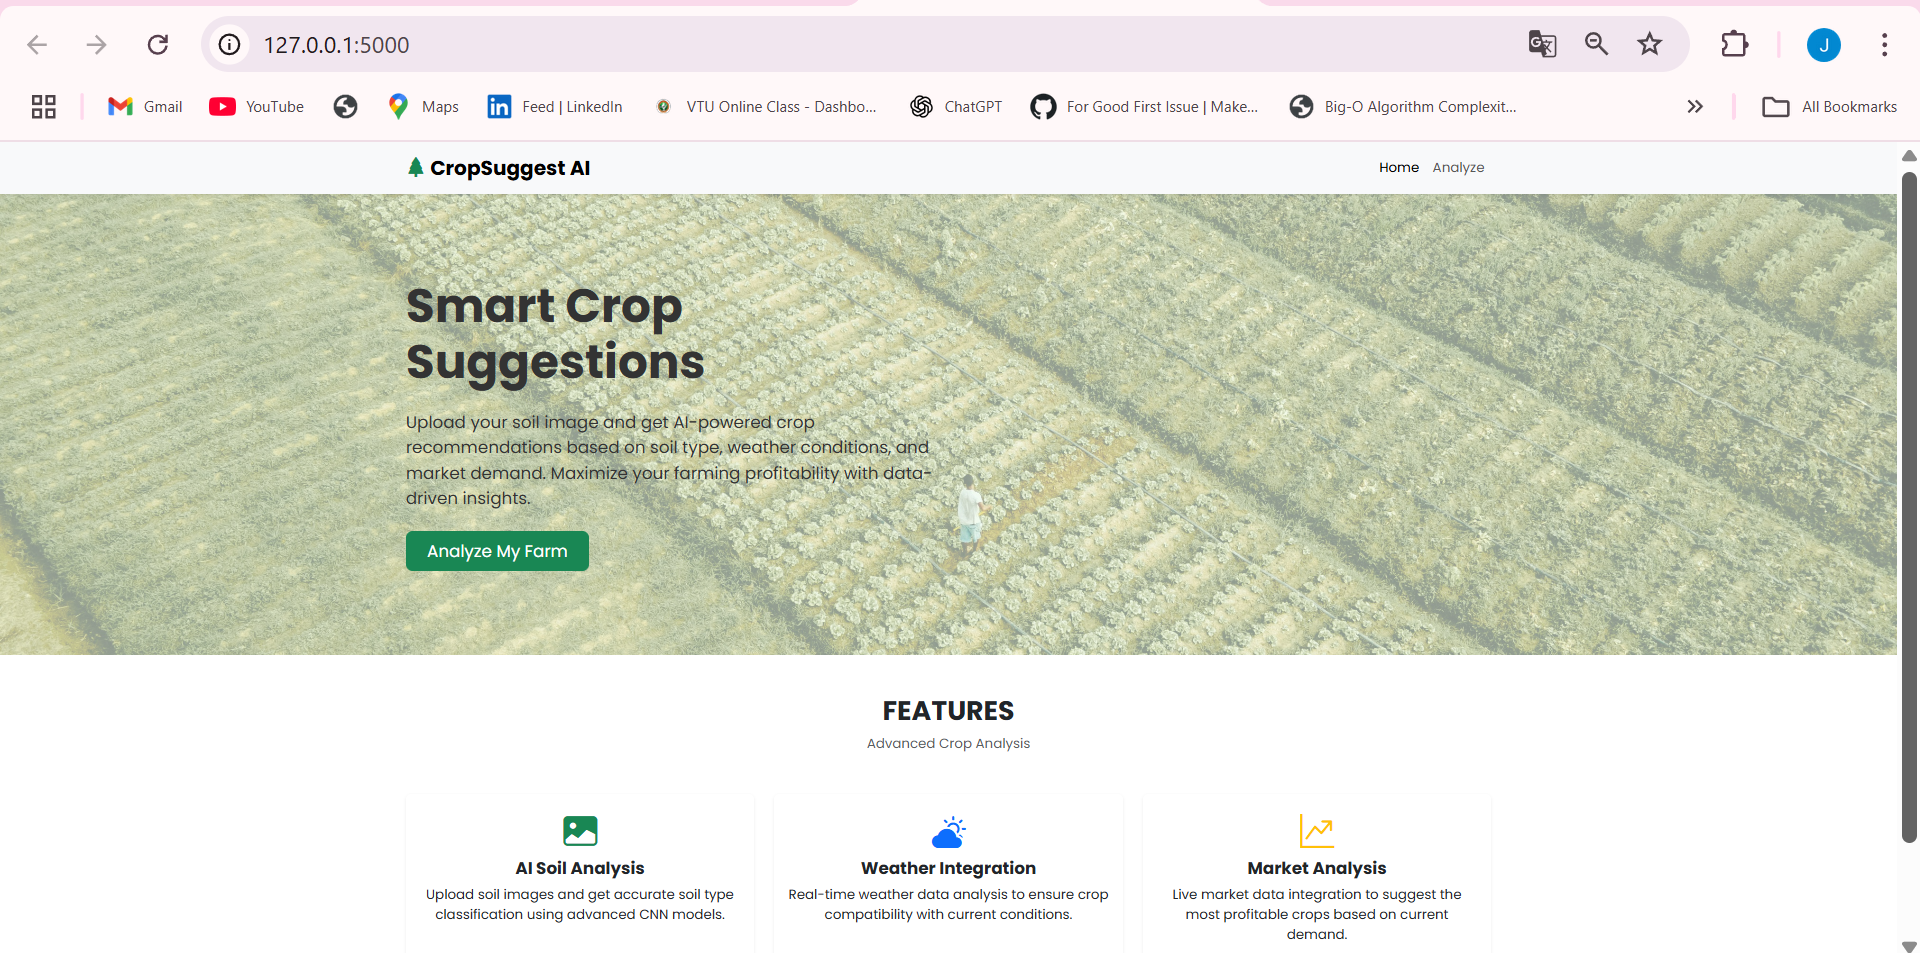 127.0.0.1:5000
J
Gmail
YouTube
Maps
Feed | LinkedIn
VTU Online Class - Dashbo...
ChatGPT
For Good First Issue | Make...
Big-O Algorithm Complexit...
All Bookmarks
CropSuggest AI
Home
Analyze
Smart Crop
Suggestions
Upload your soil image and get AI-powered crop
recommendations based on soil type, weather conditions, and
market demand. Maximize your farming profitability with data-
driven insights.
Analyze My Farm
FEATURES
Advanced Crop Analysis
AI Soil Analysis
Upload soil images and get accurate soil type
classification using advanced CNN models.
Weather Integration
Real-time weather data analysis to ensure crop
compatibility with current conditions.
Market Analysis
Live market data integration to suggest the
most profitable crops based on current
demand.